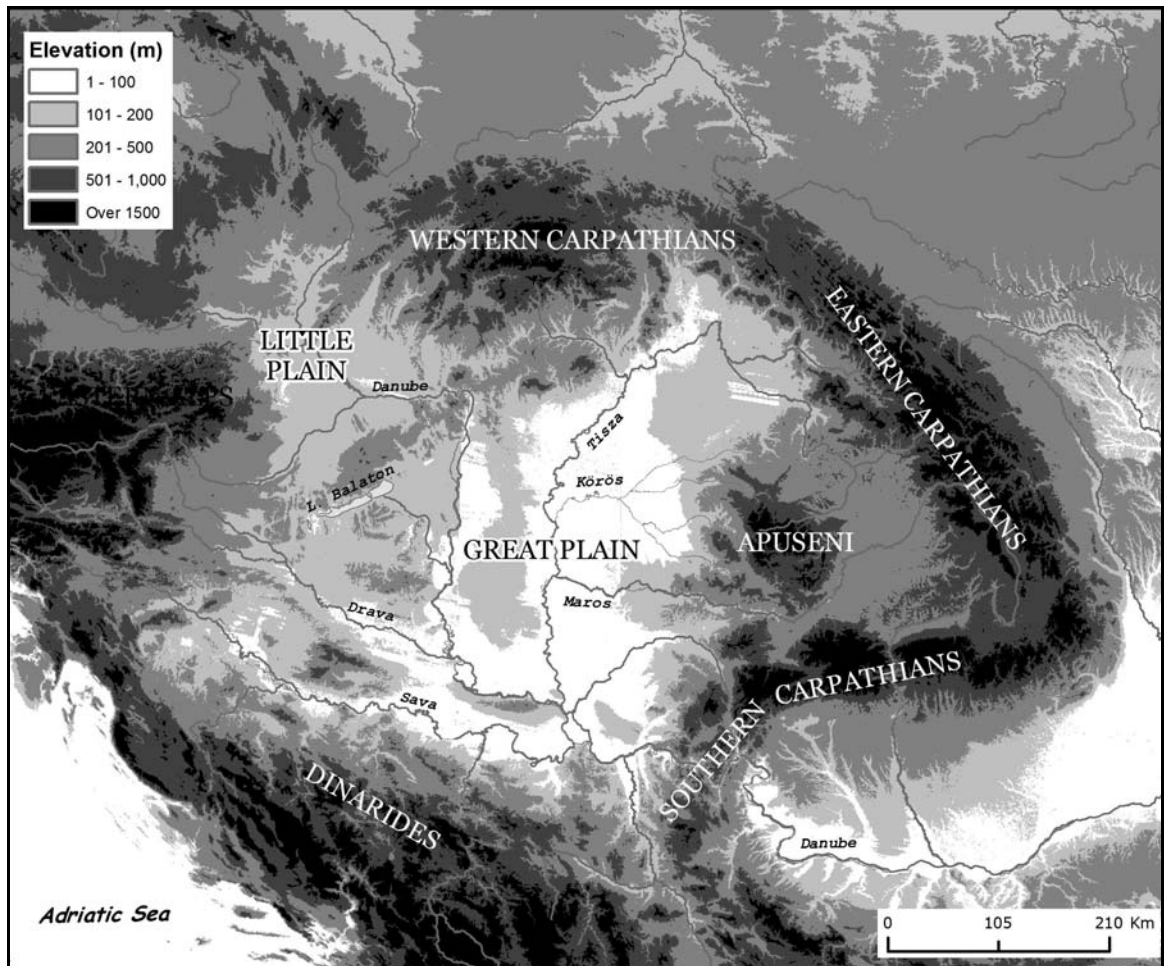 Elevation (m)
1 - 100
101 - 200
201 - 500
501 - 1,000
Over 1500
WESTERN CARPATHIANS
EASTERN CARPATHIANS
LITTLE
PLAIN
Danube
Tisza
L. Balaton
Körös
GREAT PLAIN
APUSENI
Maros
Drava
Sava
SOUTHERN CARPATHIANS
DINARIDES
Danube
Adriatic Sea
0 105 210 Km